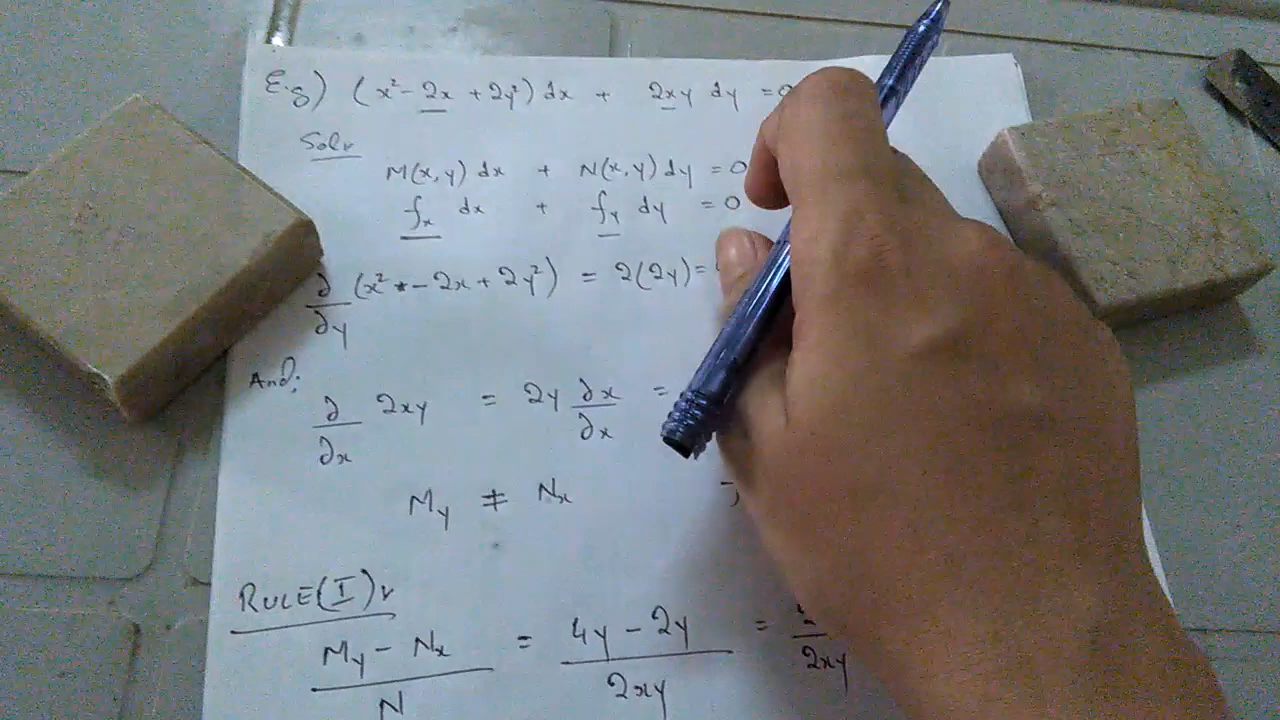 E.g) (x² - 2x + 2y²) dx + 2xy dy = 0
Soln
M(x,y) dx + N(x,y) dy = 0
fx dx + fy dy = 0
∂/∂y (x² - 2x + 2y²) = 2(2y) =
And;
∂/∂x 2xy = 2y ∂x/∂x =
My ≠ Nx
RULE(I)
(My - Nx)/N = (4y - 2y)/2xy = /2xy